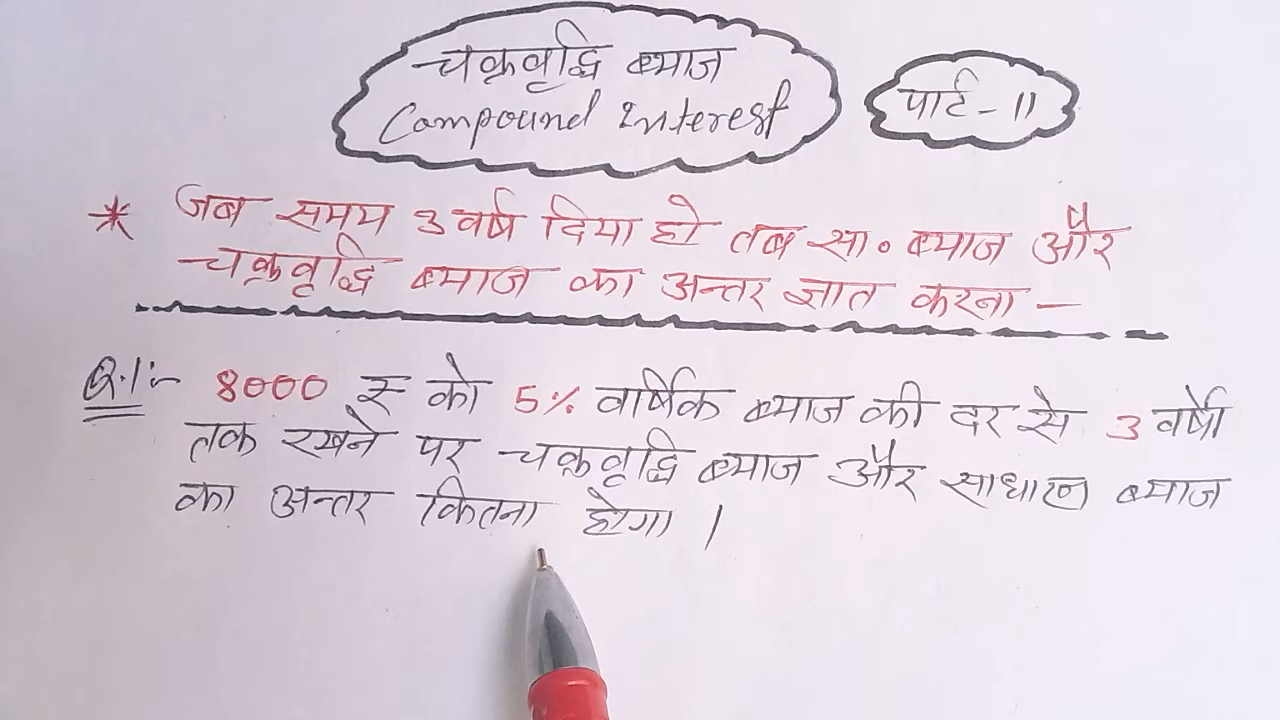 चक्रवृद्धि ब्याज
Compound Interest
पार्ट - 11
* जब समय 3 वर्ष दिया हो तब सा॰ ब्याज और
चक्रवृद्धि ब्याज का अन्तर ज्ञात करना -
Q.1:- 8000 रु को 5% वार्षिक ब्याज की दर से 3 वर्षो
तक रखने पर चक्रवृद्धि ब्याज और साधारण ब्याज
का अन्तर कितना होगा ।